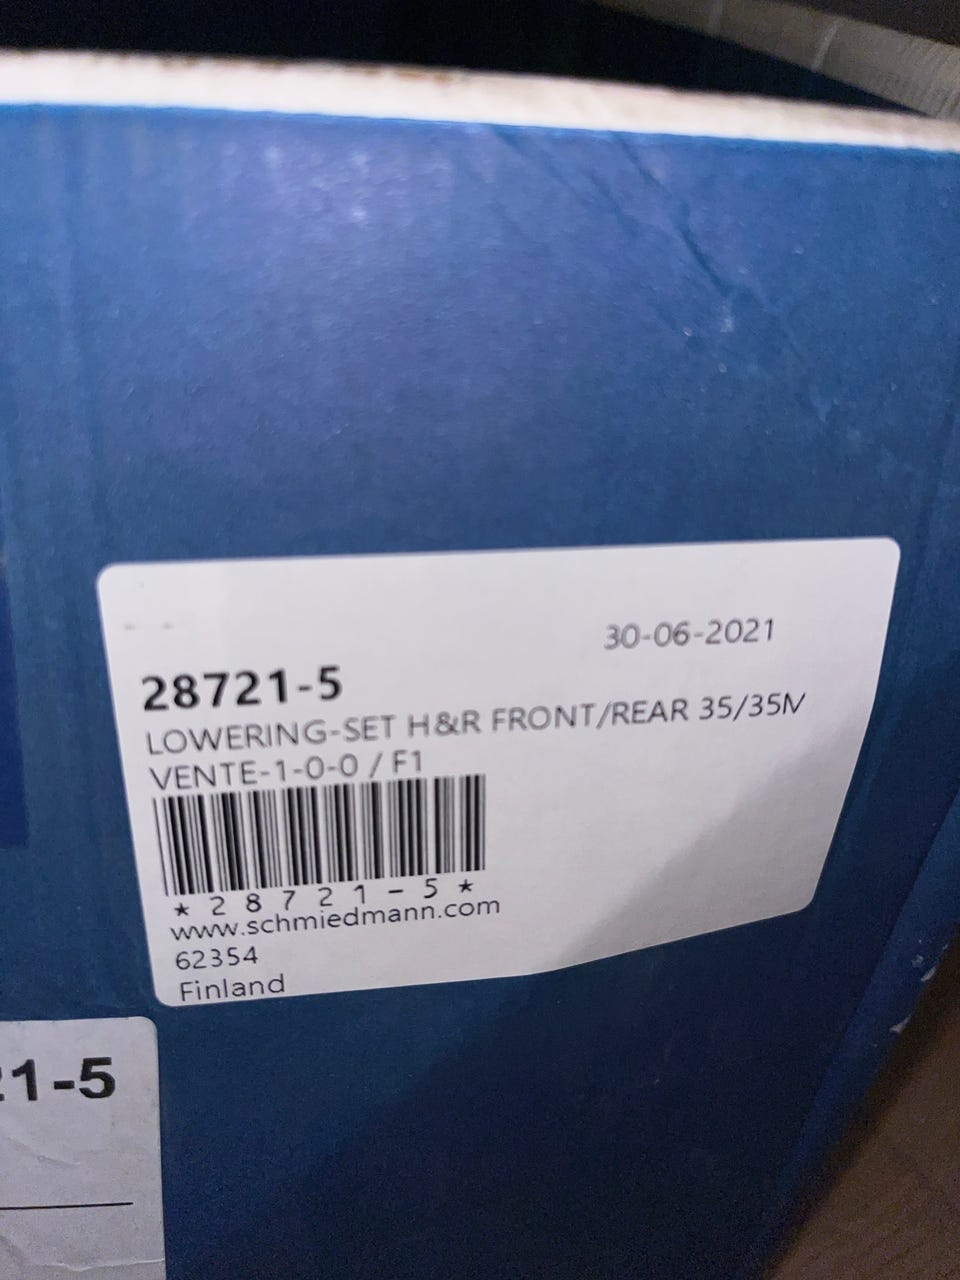 30-06-2021
28721-5
LOWERING-SET H&R FRONT/REAR 35/35M
VENTE-1-0-0 / F1
* 2 8 7 2 1 - 5 *
www.schmiedmann.com
62354
Finland
21-5